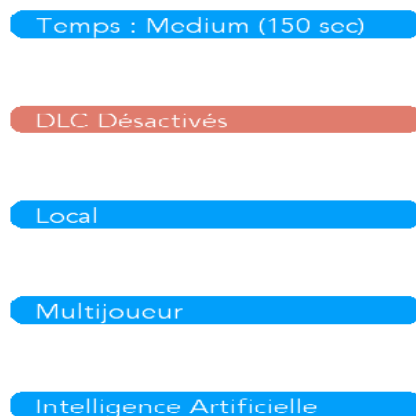 Temps : Medium (150 sec)
DLC Désactivés
Local
Multijoueur
Intelligence Artificielle